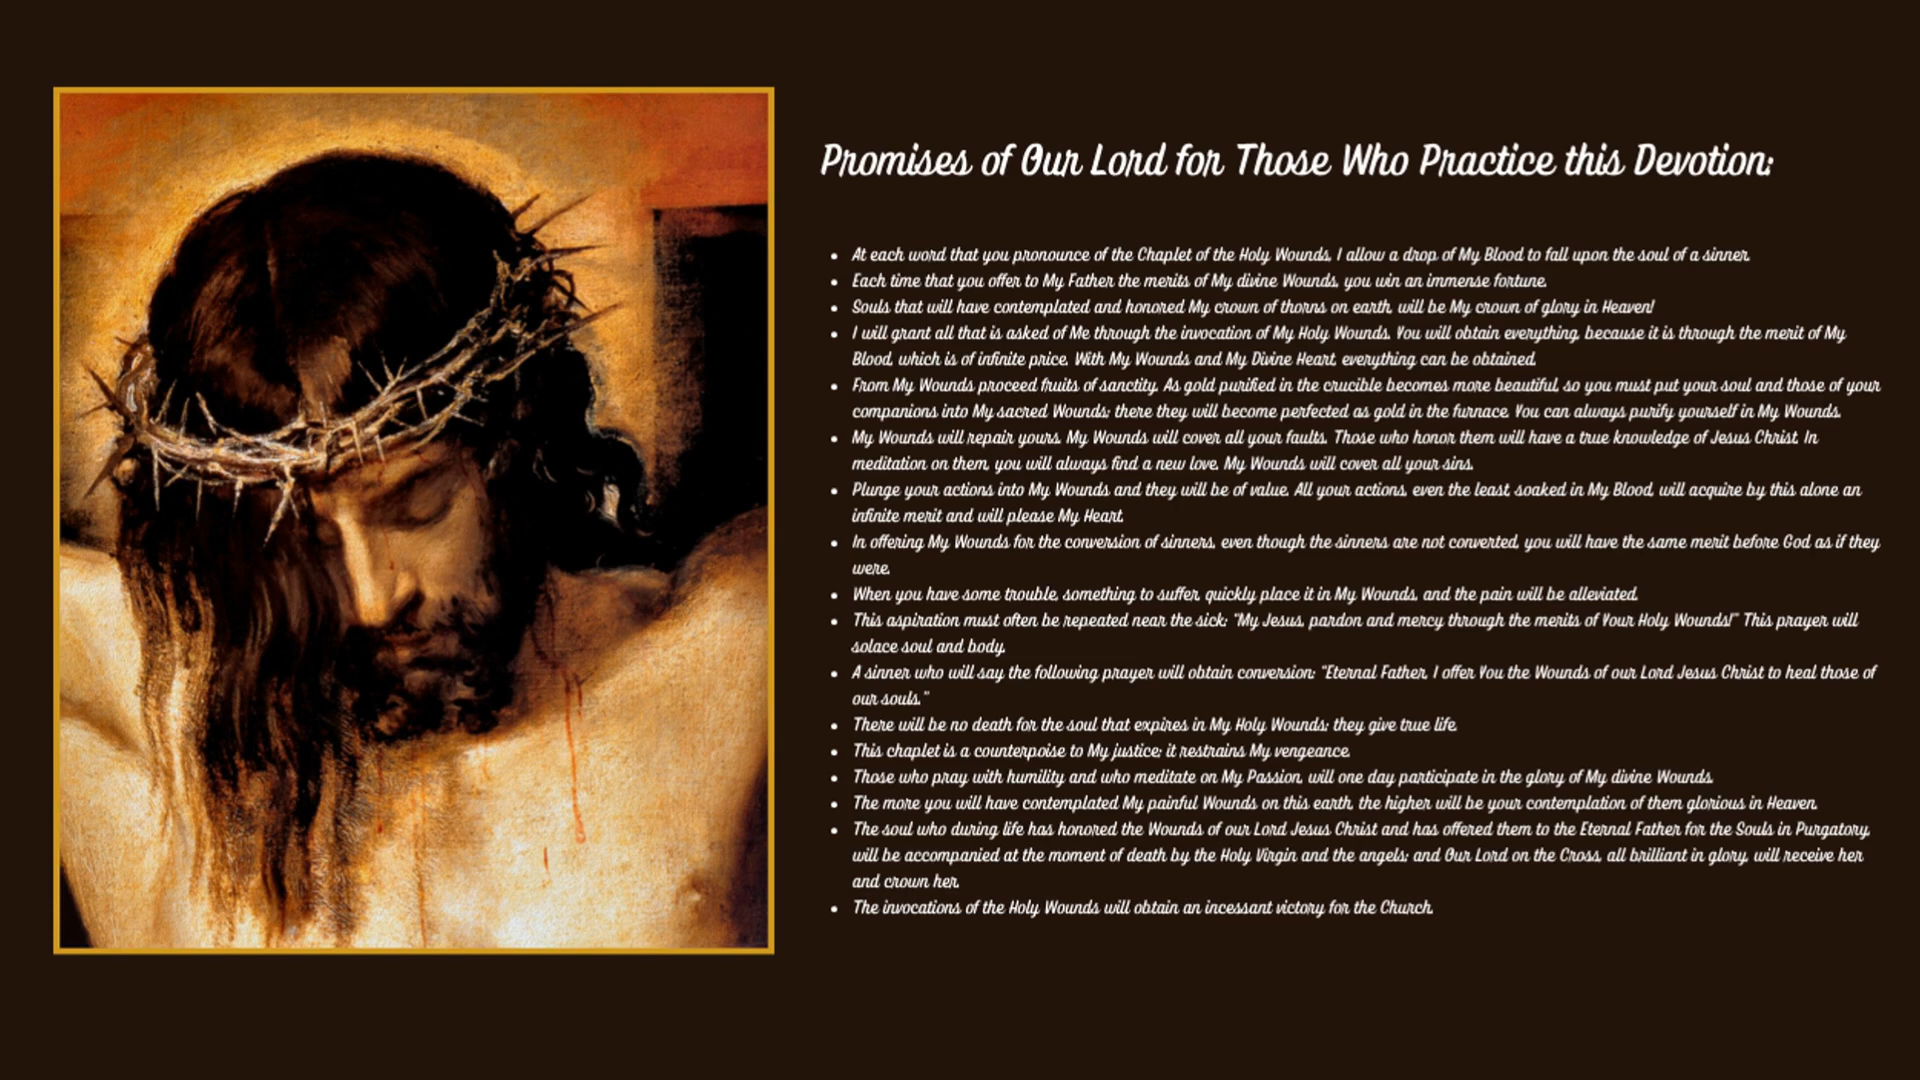 Promises of Our Lord for Those Who Practice this Devotion:
• At each word that you pronounce of the Chaplet of the Holy Wounds, I allow a drop of My Blood to fall upon the soul of a sinner.
• Each time that you offer to My Father the merits of My divine Wounds, you win an immense fortune.
• Souls that will have contemplated and honored My crown of thorns on earth, will be My crown of glory in Heaven!
• I will grant all that is asked of Me through the invocation of My Holy Wounds. You will obtain everything, because it is through the merit of My
Blood, which is of infinite price. With My Wounds and My Divine Heart, everything can be obtained.
• From My Wounds proceed fruits of sanctity. As gold purified in the crucible becomes more beautiful, so you must put your soul and those of your
companions into My sacred Wounds; there they will become perfected as gold in the furnace. You can always purify yourself in My Wounds.
• My Wounds will repair yours. My Wounds will cover all your faults. Those who honor them will have a true knowledge of Jesus Christ. In
meditation on them, you will always find a new love. My Wounds will cover all your sins.
• Plunge your actions into My Wounds and they will be of value. All your actions, even the least, soaked in My Blood, will acquire by this alone an
infinite merit and will please My Heart.
• In offering My Wounds for the conversion of sinners, even though the sinners are not converted, you will have the same merit before God as if they
were.
• When you have some trouble, something to suffer, quickly place it in My Wounds, and the pain will be alleviated.
• This aspiration must often be repeated near the sick: "My Jesus, pardon and mercy through the merits of Your Holy Wounds!" This prayer will
solace soul and body.
• A sinner who will say the following prayer will obtain conversion: "Eternal Father, I offer You the Wounds of our Lord Jesus Christ to heal those of
our souls."
• There will be no death for the soul that expires in My Holy Wounds; they give true life.
• This chaplet is a counterpoise to My justice; it restrains My vengeance.
• Those who pray with humility and who meditate on My Passion, will one day participate in the glory of My divine Wounds.
• The more you will have contemplated My painful Wounds on this earth, the higher will be your contemplation of them glorious in Heaven.
• The soul who during life has honored the Wounds of our Lord Jesus Christ and has offered them to the Eternal Father for the Souls in Purgatory,
will be accompanied at the moment of death by the Holy Virgin and the angels; and Our Lord on the Cross, all brilliant in glory, will receive her
and crown her.
• The invocations of the Holy Wounds will obtain an incessant victory for the Church.